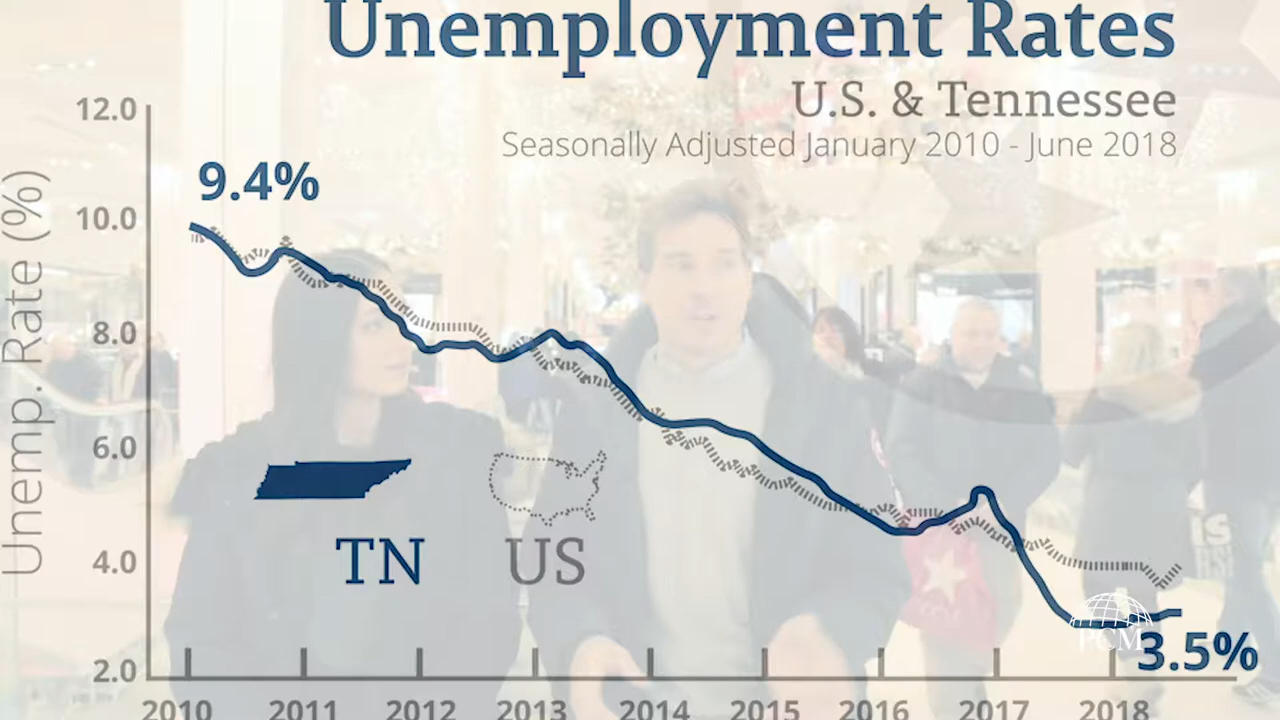 Unemployment Rates
U.S. & Tennessee
Seasonally Adjusted January 2010 - June 2018
Unemp. Rate (%)
12.0
10.0
8.0
6.0
4.0
2.0
9.4%
TN US
PCM
3.5%
2010 2011 2012 2013 2014 2015 2016 2017 2018